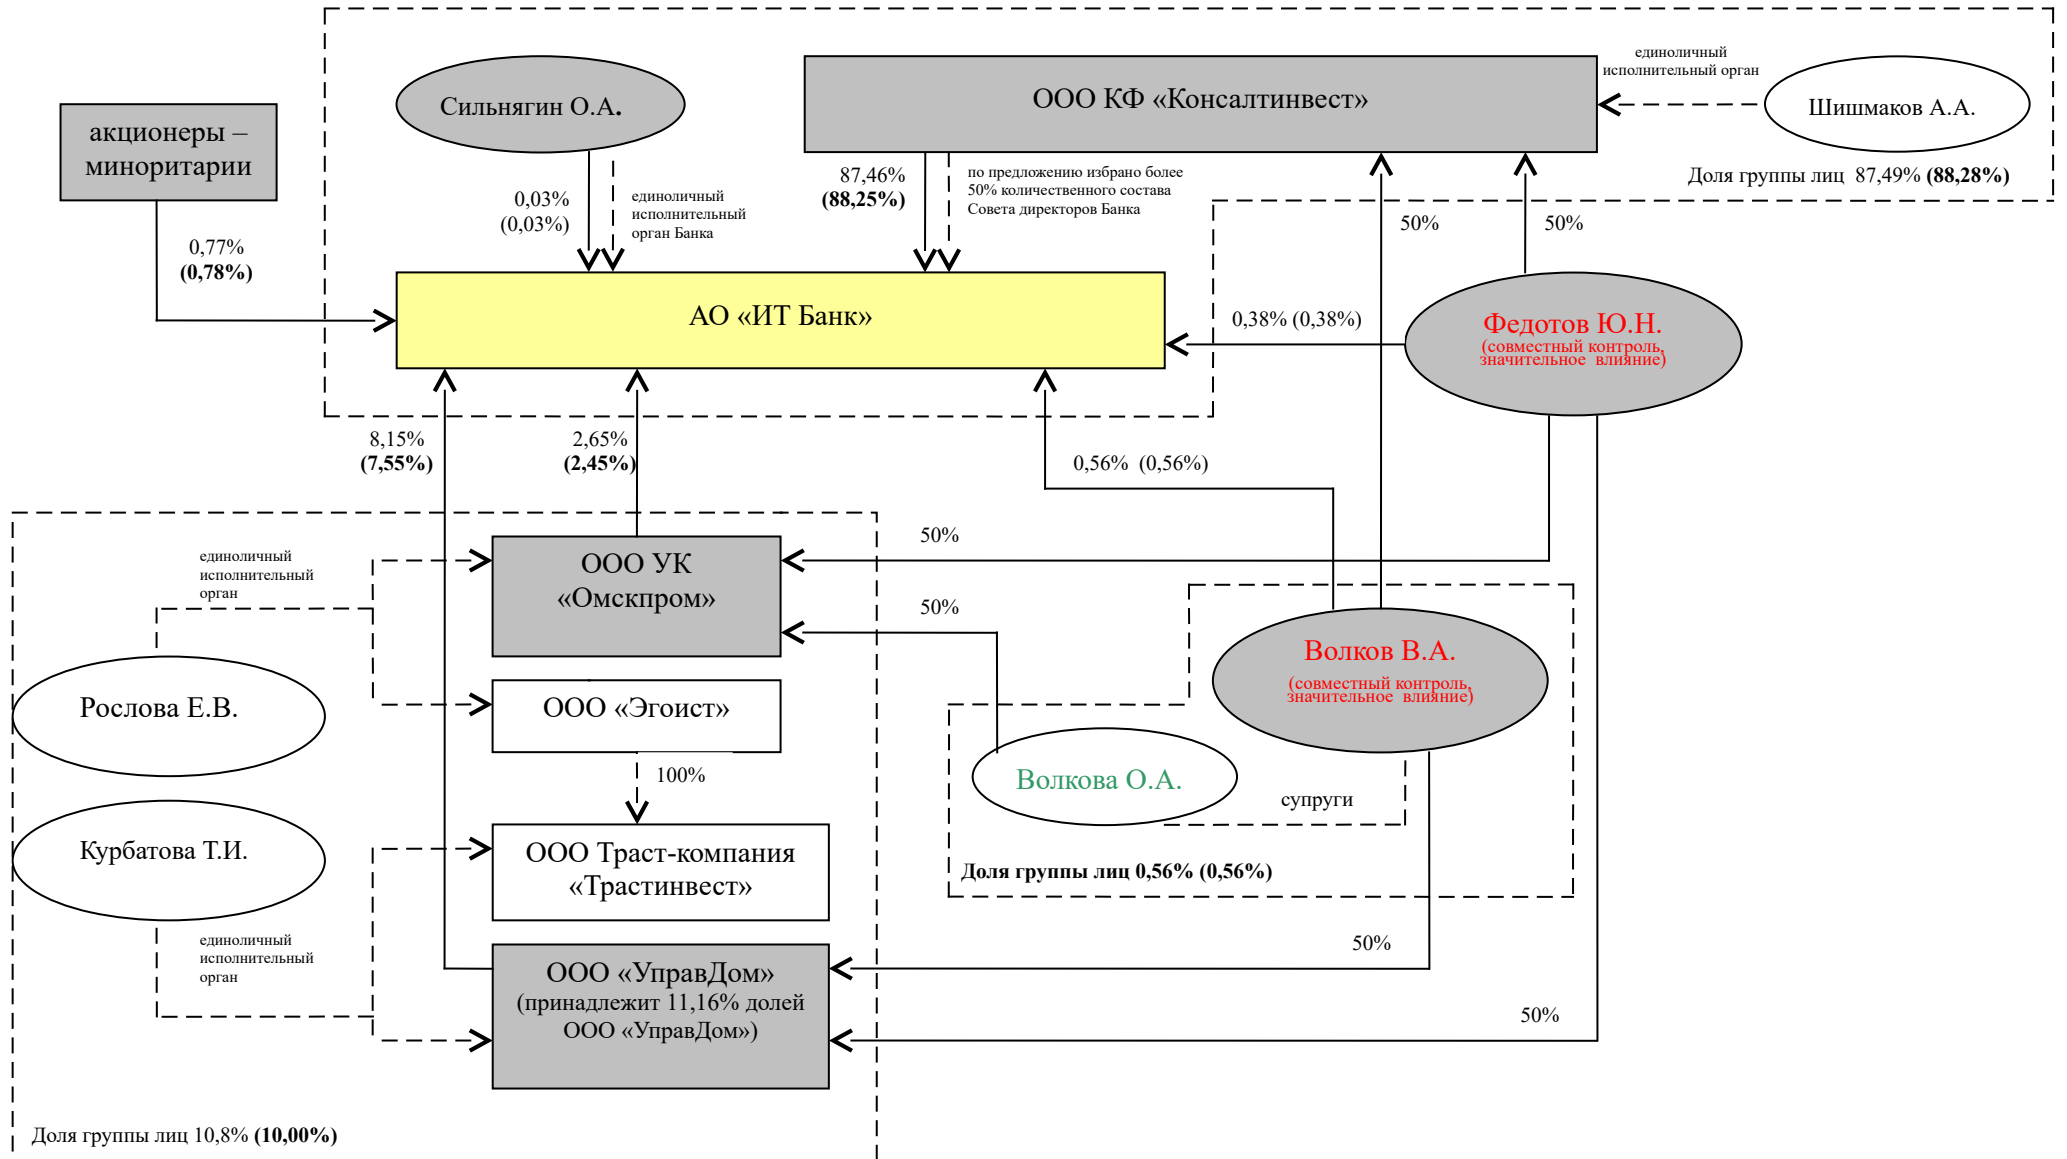 единоличный
исполнительный орган
Сильнягин О.А.
ООО КФ «Консалтинвест»
Шишмаков А.А.
акционеры –
миноритарии
87,46%
(88,25%)
по предложению избрано более
50% количественного состава
Совета директоров Банка
Доля группы лиц 87,49% (88,28%)
0,03%
(0,03%)
единоличный
исполнительный
орган Банка
50%
50%
0,77%
(0,78%)
АО «ИТ Банк»
0,38% (0,38%)
Федотов Ю.Н.
(совместный контроль,
значительное влияние)
8,15%
(7,55%)
2,65%
(2,45%)
0,56% (0,56%)
единоличный
исполнительный
орган
ООО УК
«Омскпром»
50%
50%
Волков В.А.
(совместный контроль,
значительное влияние)
Рослова Е.В.
ООО «Эгоист»
100%
Волкова О.А.
супруги
Курбатова Т.И.
ООО Траст-компания
«Трастинвест»
Доля группы лиц 0,56% (0,56%)
единоличный
исполнительный
орган
50%
ООО «УправДом»
(принадлежит 11,16% долей
ООО «УправДом»)
50%
Доля группы лиц 10,8% (10,00%)